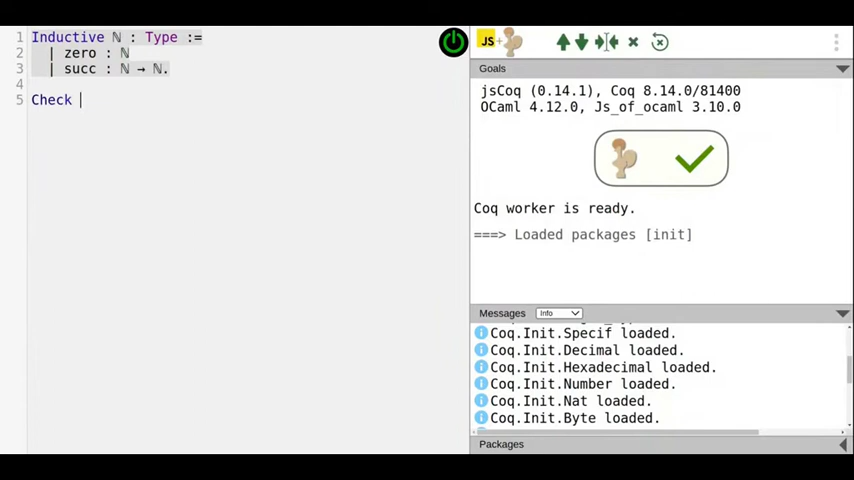 1 Inductive ℕ : Type :=
2 | zero : ℕ
3 | succ : ℕ → ℕ.
4
5 Check
JS+
Goals
jsCoq (0.14.1), Coq 8.14.0/81400
OCaml 4.12.0, Js_of_ocaml 3.10.0
Coq worker is ready.
===> Loaded packages [init]
Messages Info
Coq.Init.Specif loaded.
Coq.Init.Decimal loaded.
Coq.Init.Hexadecimal loaded.
Coq.Init.Number loaded.
Coq.Init.Nat loaded.
Coq.Init.Byte loaded.
Packages